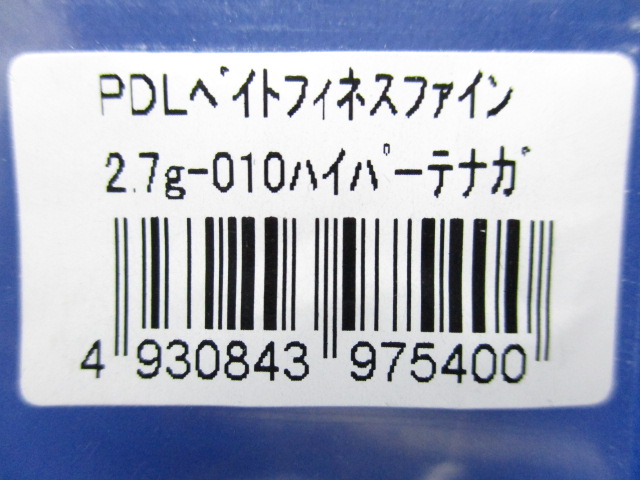 PDLﾍﾞｲﾄﾌｨﾈｽﾌｧｲﾝ
2.7g-010ﾊｲﾊﾟｰﾃﾅｶﾞ
4 930843 975400